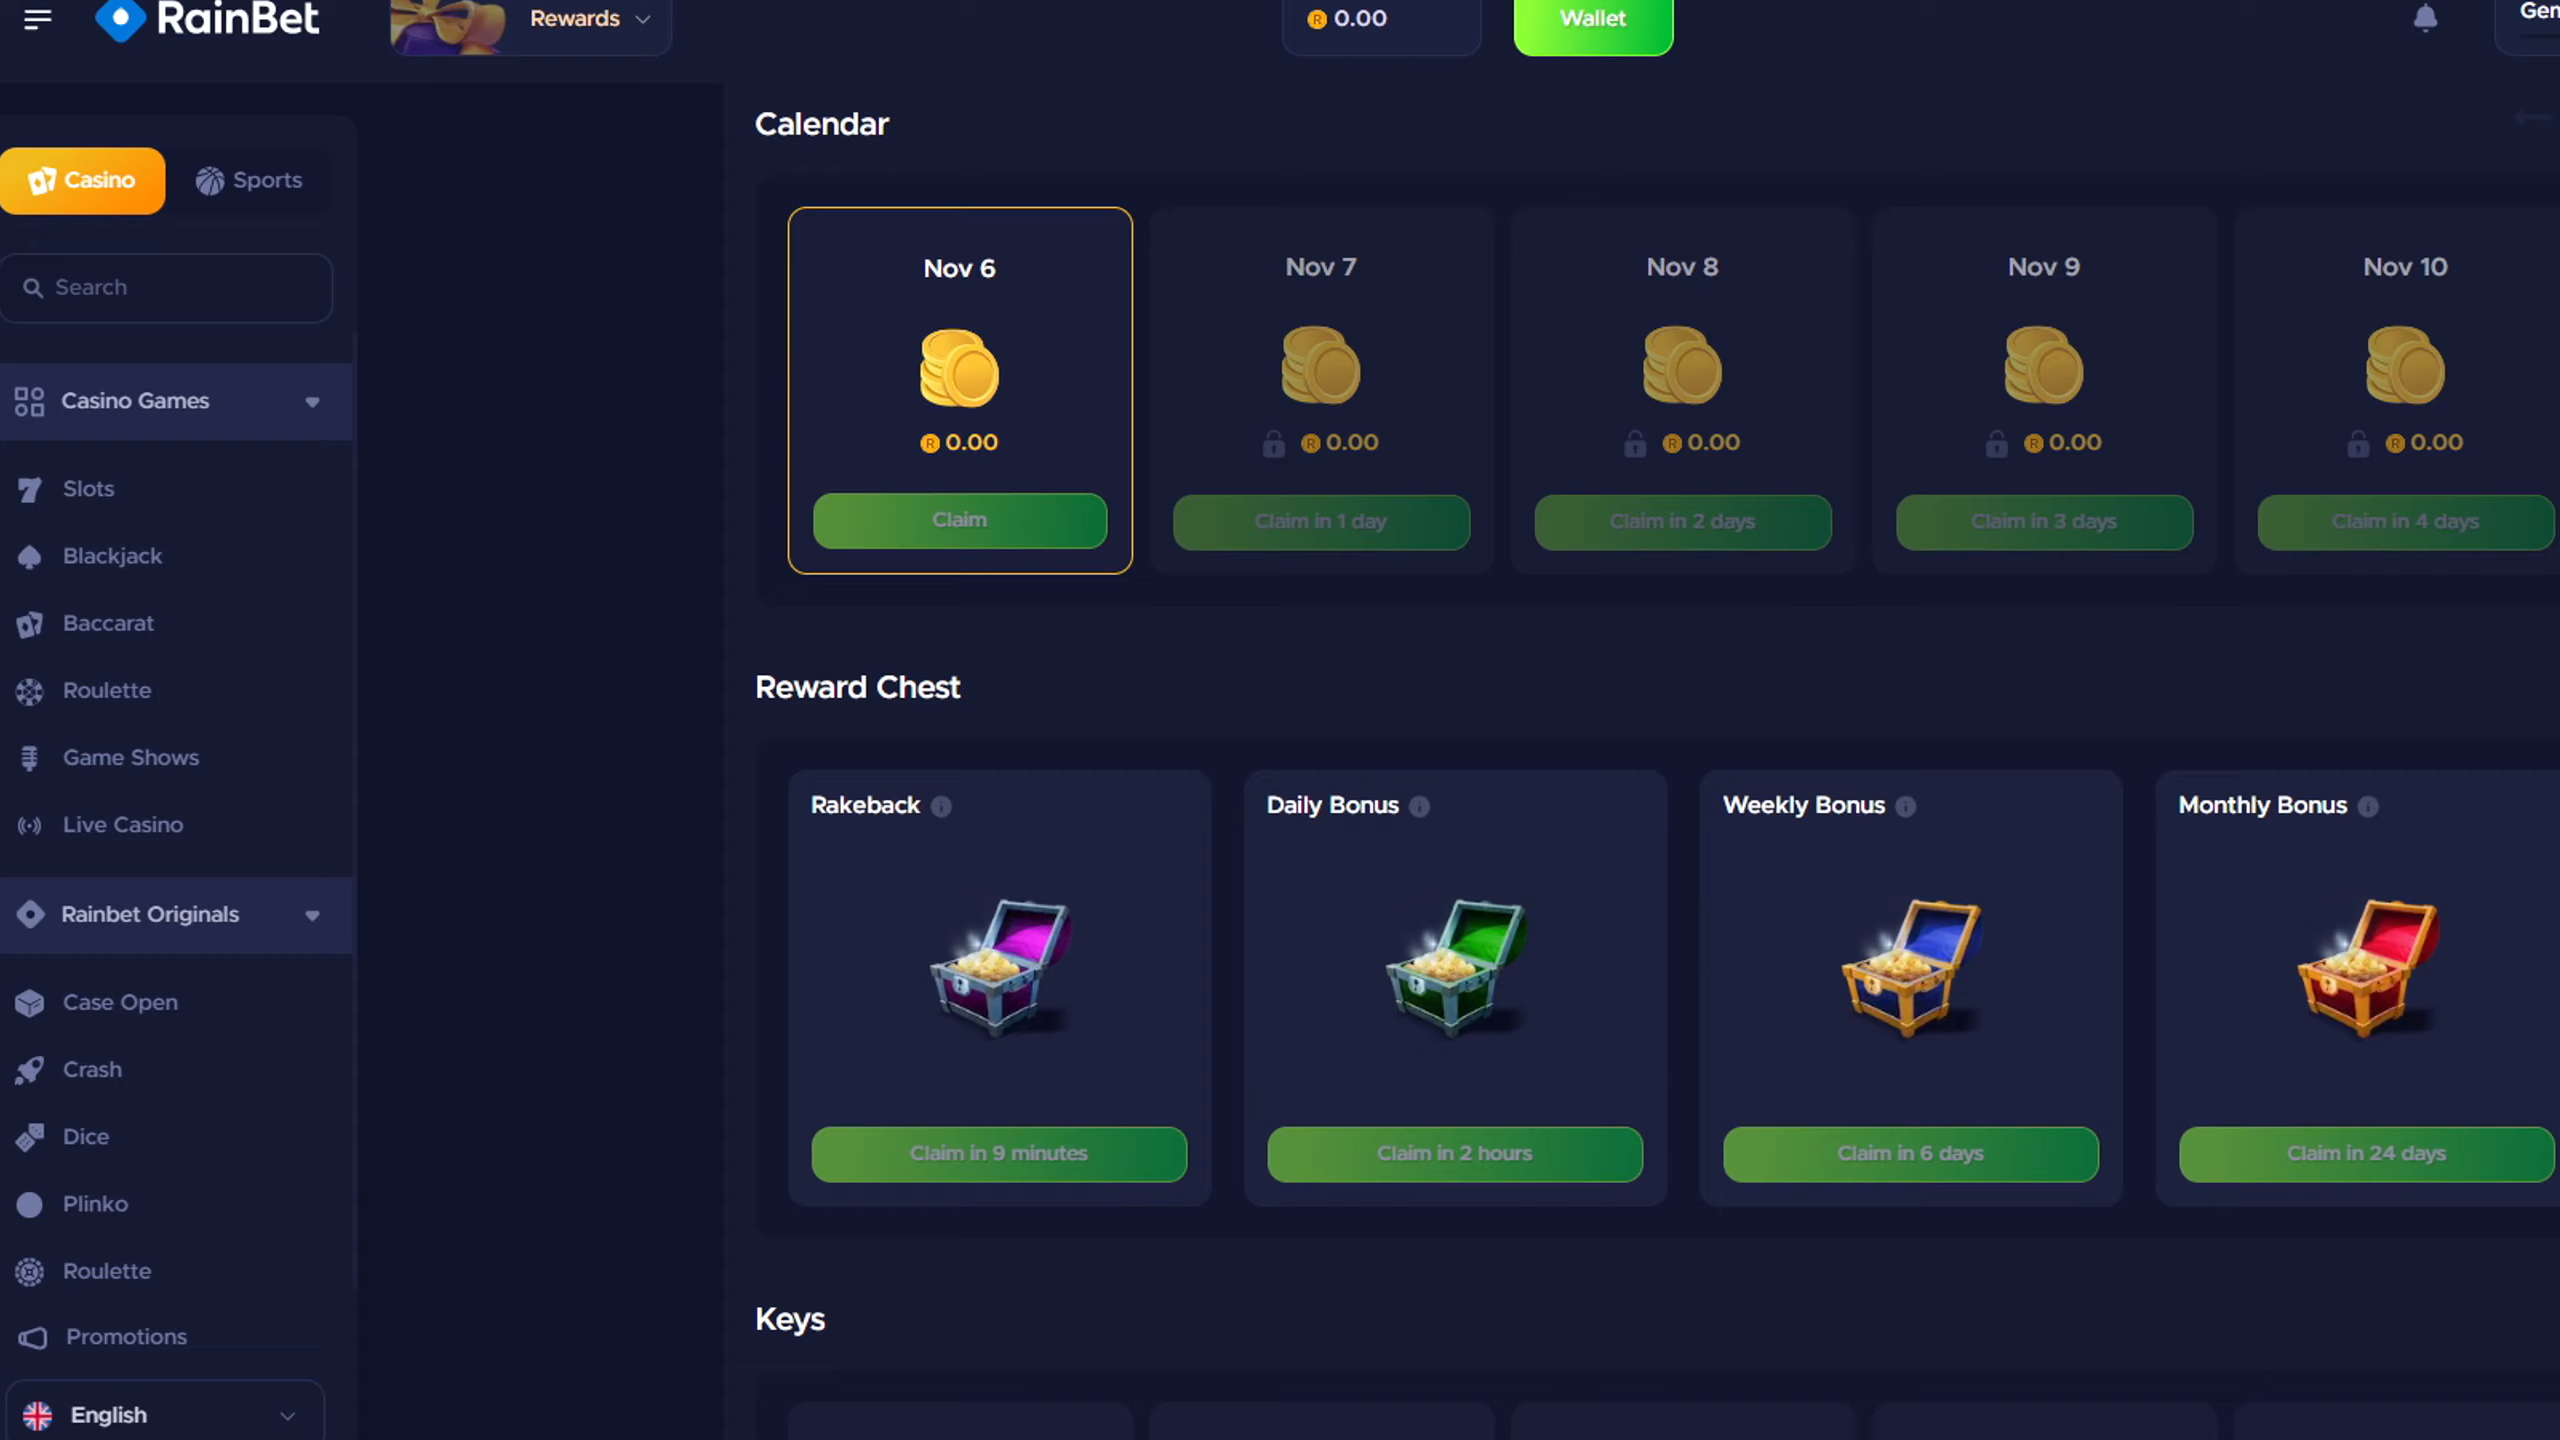 RainBet
Rewards
0.00
Wallet
Gen
Casino
Sports
Search
Casino Games
Slots
Blackjack
Baccarat
Roulette
Game Shows
Live Casino
Rainbet Originals
Case Open
Crash
Dice
Plinko
Roulette
Promotions
English
Calendar
Nov 6
R 0.00
Claim
Nov 7
R 0.00
Claim in 1 day
Nov 8
R 0.00
Claim in 2 days
Nov 9
R 0.00
Claim in 3 days
Nov 10
R 0.00
Claim in 4 days
Reward Chest
Rakeback
Claim in 9 minutes
Daily Bonus
Claim in 2 hours
Weekly Bonus
Claim in 6 days
Monthly Bonus
Claim in 24 days
Keys